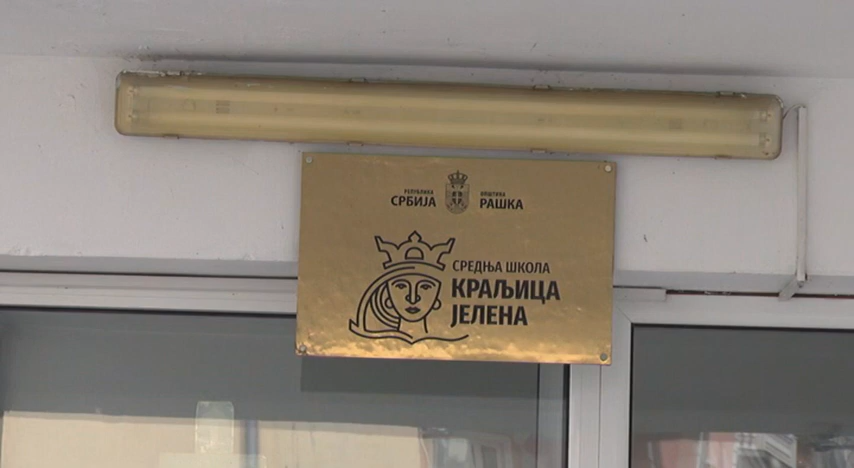 РЕПУБЛИКА
СРБИЈА
ОПШТИНА
РАШКА
СРЕДЊА ШКОЛА
КРАЉИЦА
ЈЕЛЕНА